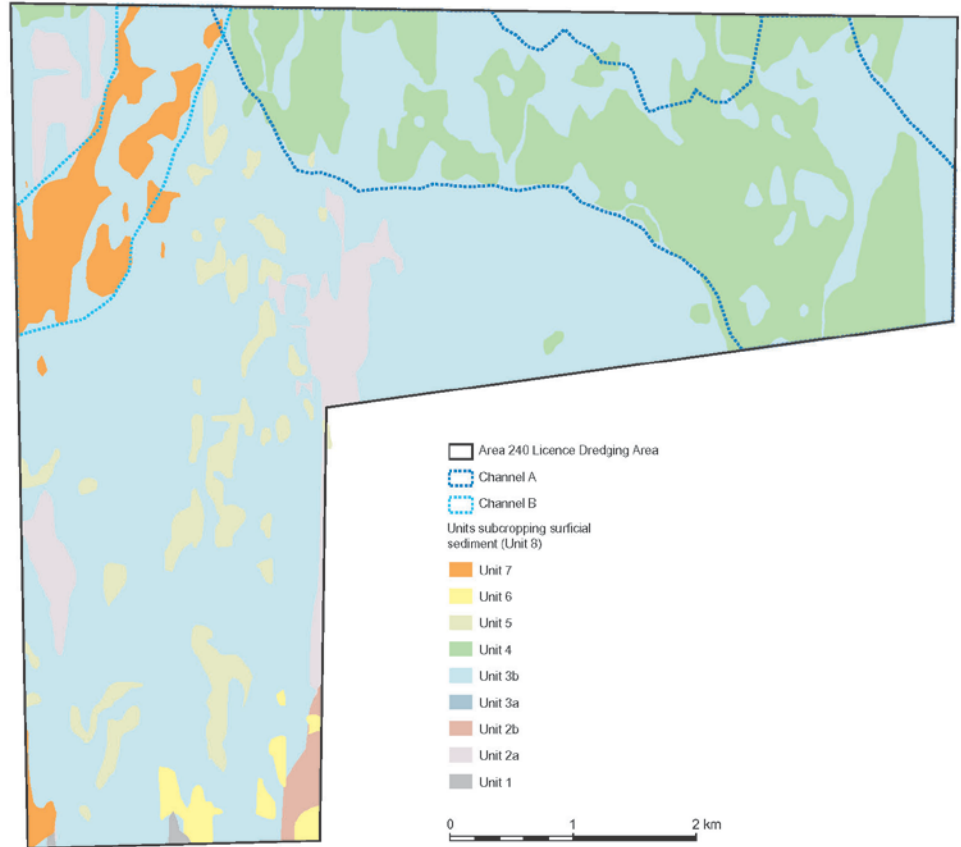 Area 240 Licence Dredging Area
Channel A
Channel B
Units subcropping surficial
sediment (Unit 8)
Unit 7
Unit 6
Unit 5
Unit 4
Unit 3b
Unit 3a
Unit 2b
Unit 2a
Unit 1
0 1 2 km